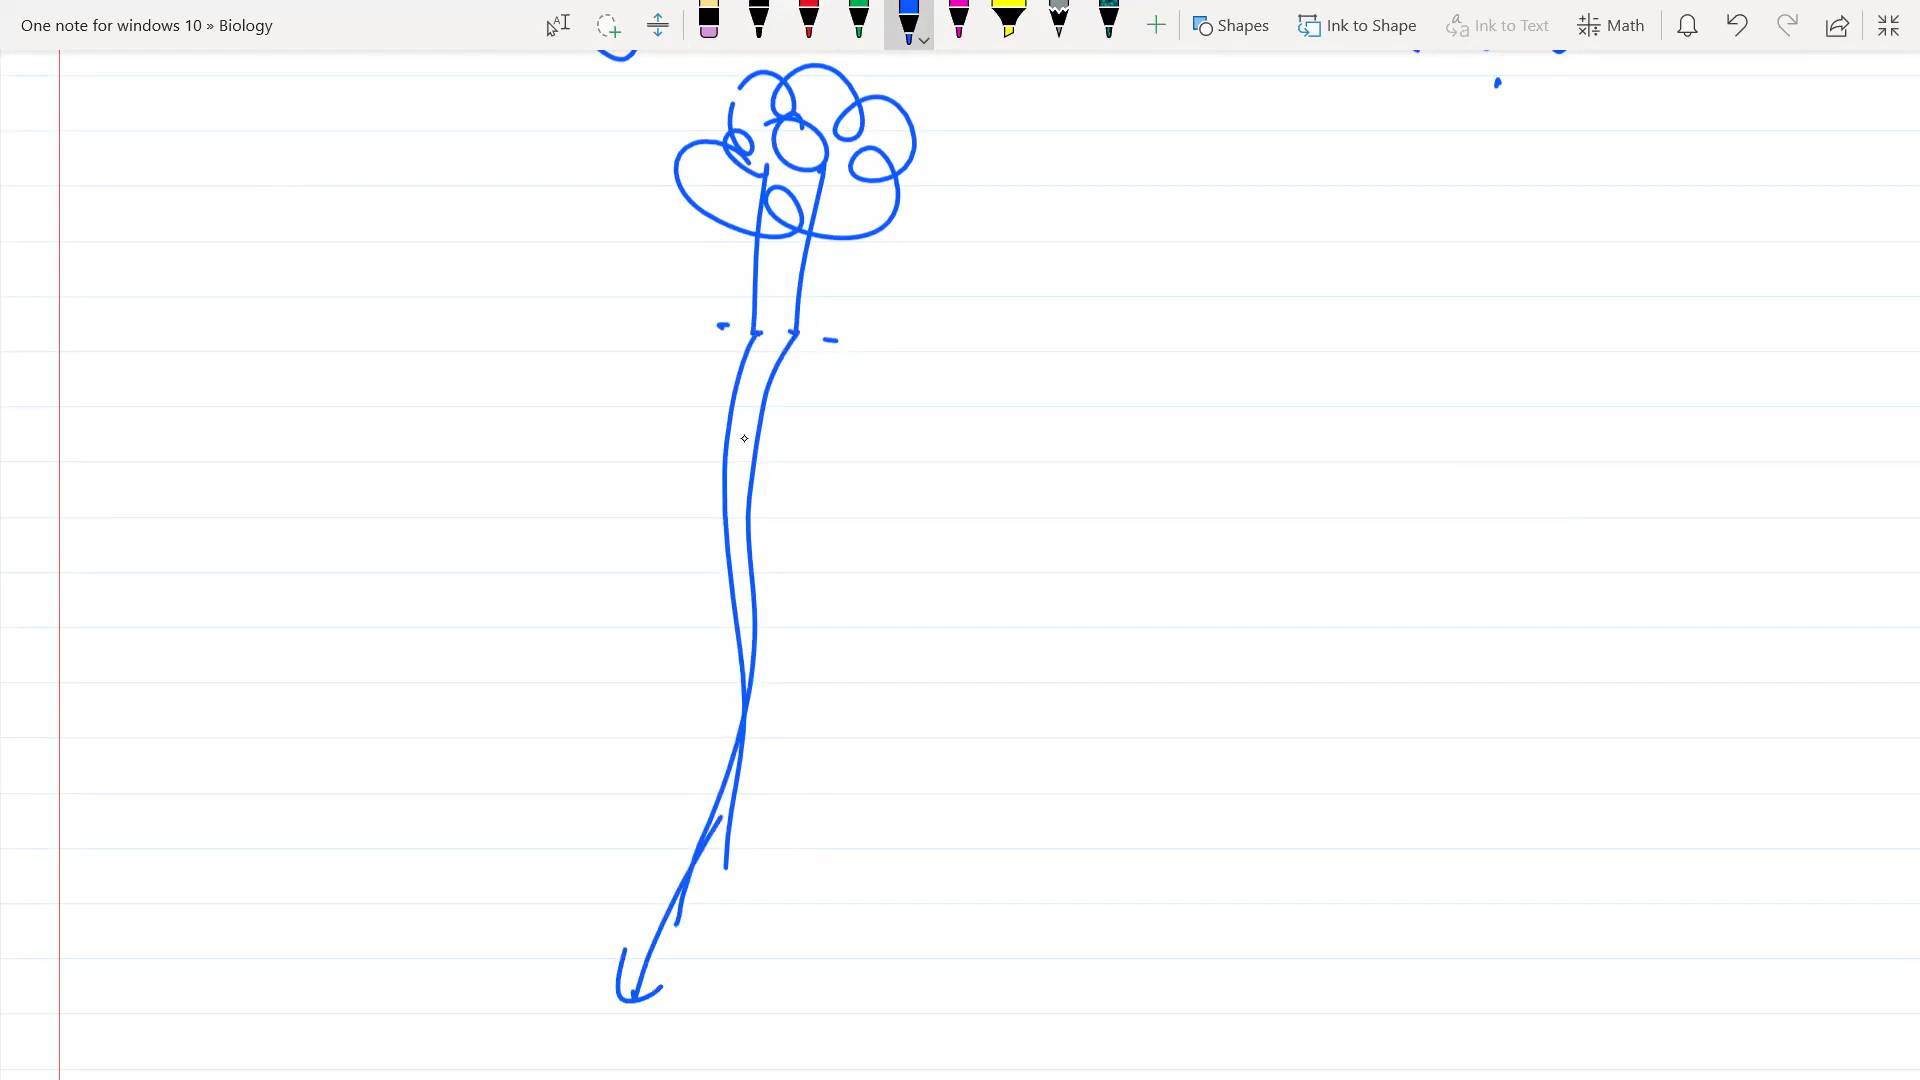 One note for windows 10 » Biology
Shapes
Ink to Shape
Ink to Text
Math